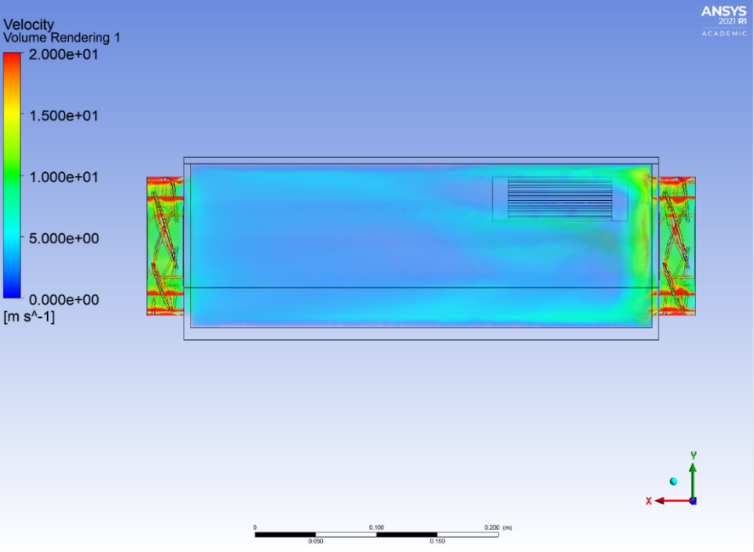 Velocity
Volume Rendering 1
2.000e+01
1.500e+01
1.000e+01
5.000e+00
0.000e+00
[m s^-1]
ANSYS
2021 R1
ACADEMIC
Y
X
0
0.100
0.200 (m)
0.050
0.150